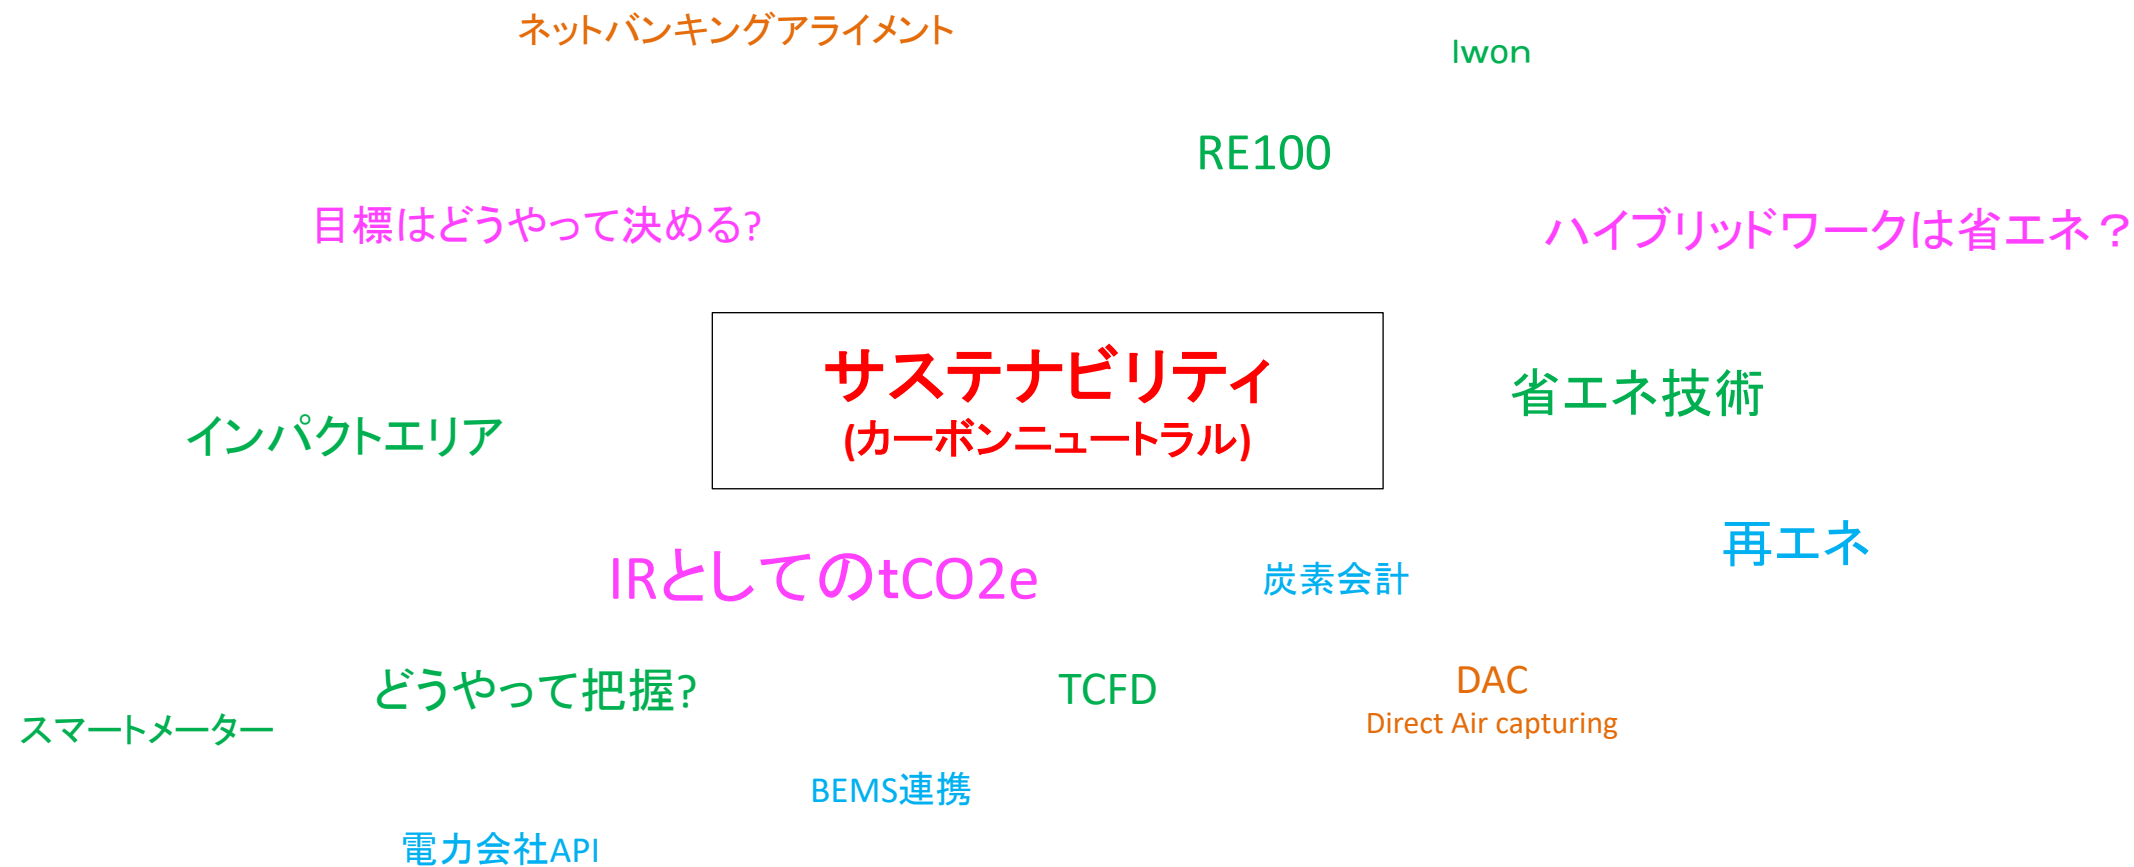 ネットバンキングアライメント
Iwon
RE100
目標はどうやって決める?
ハイブリッドワークは省エネ？
サステナビリティ
(カーボンニュートラル)
省エネ技術
インパクトエリア
再エネ
IRとしてのtCO2e
炭素会計
どうやって把握?
TCFD
DAC
Direct Air capturing
スマートメーター
BEMS連携
電力会社API